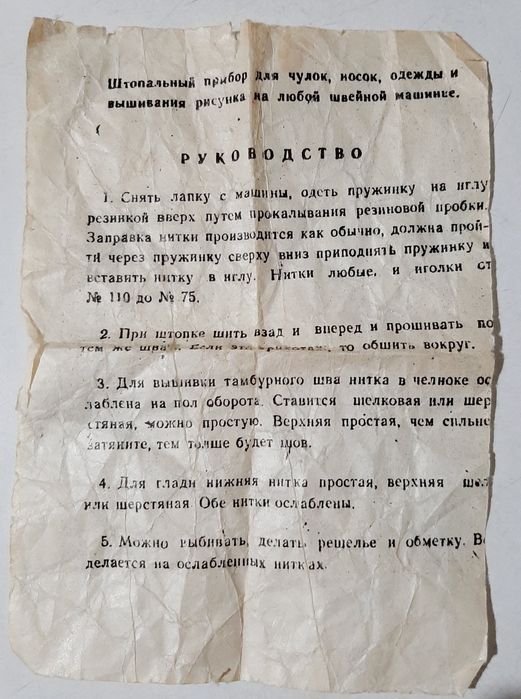 Штопальный прибор для чулок, носок, одежды и
вышивания рисунка на любой швейной машинке.
РУКОВОДСТВО
1. Снять лапку с машины, одеть пружинку на иглу
резинкой вверх путем прокалывания резиновой пробки.
Заправка нитки производится как обычно, должна прой-
ти через пружинку сверху вниз приподнять пружинку и
вставить нитку в иглу. Нитки любые, и иголки от
№ 110 до № 75.
2. При штопке шить взад и вперед и прошивать по
тем же швам. Если это трикотаж, то обшить вокруг.
3. Для вышивки тамбурного шва нитка в челноке ос
лаблена на пол оборота. Ставится шелковая или шер
стяная, можно простую. Верхняя простая, чем сильне
затяните, тем толще будет шов.
4. Для глади нижняя нитка простая, верхняя шел
или шерстяная Обе нитки ослаблены.
5. Можно выбивать, делать решелье и обметку. В
делается на ослабленных нитках.